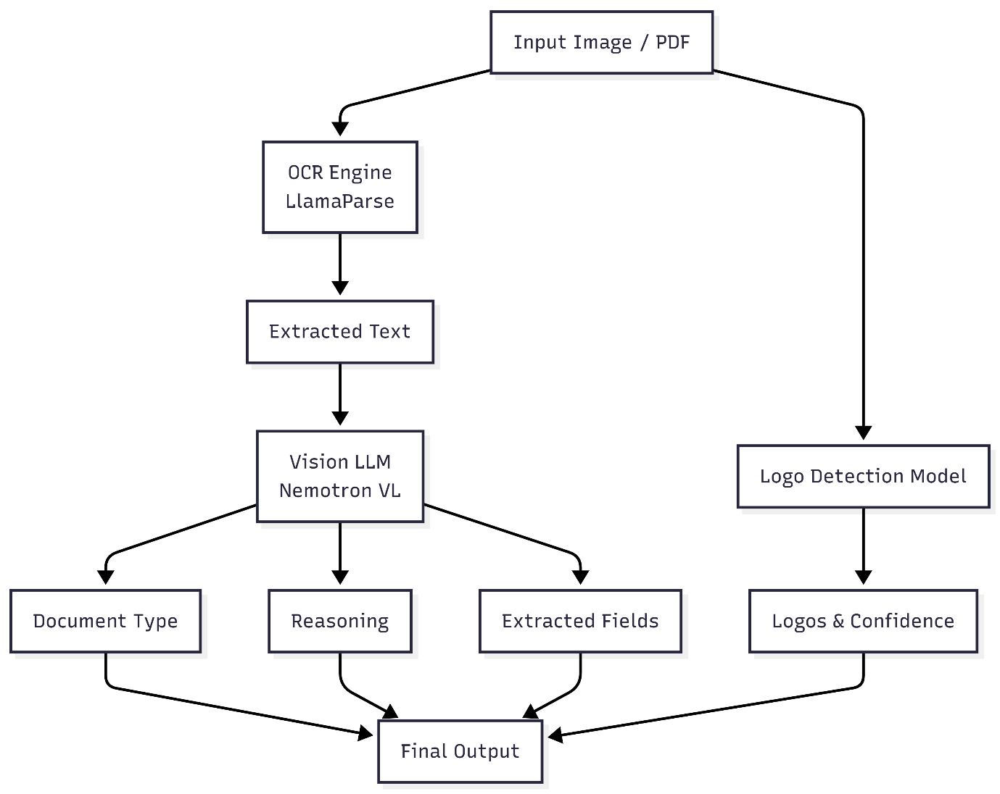 Input Image / PDF
OCR Engine
LlamaParse
Extracted Text
Vision LLM
Nemotron VL
Logo Detection Model
Document Type
Reasoning
Extracted Fields
Logos & Confidence
Final Output